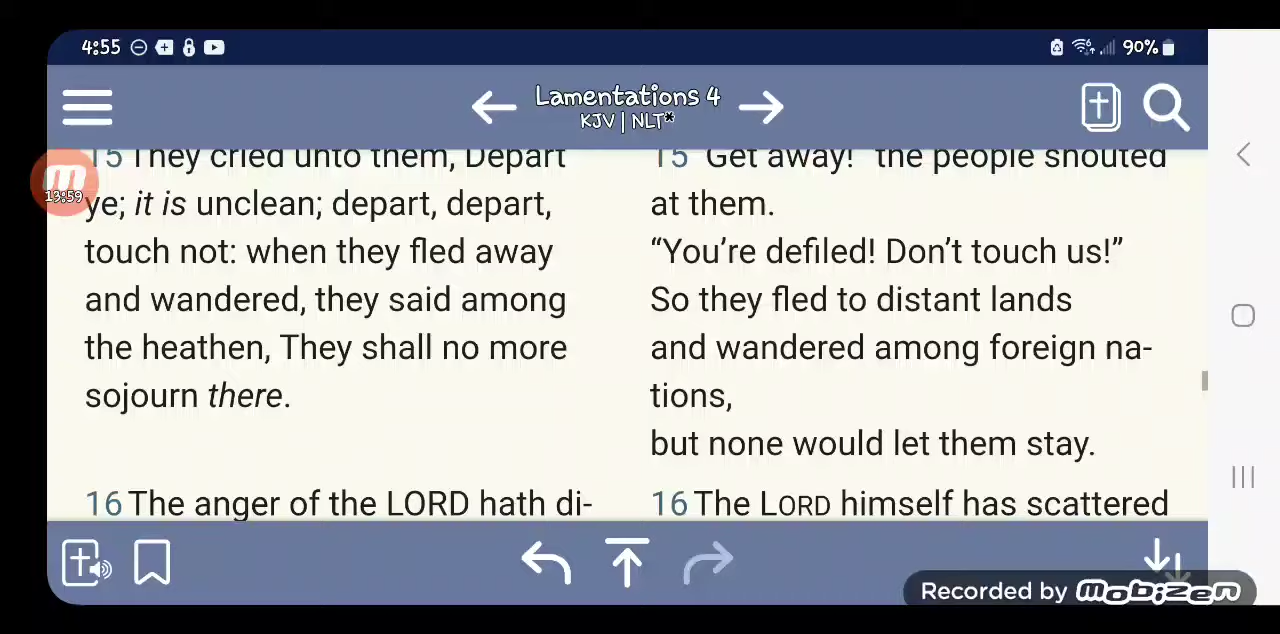 4:55
90%
Lamentations 4
KJV | NLT*
13:59
15 They cried unto them, Depart
ye; it is unclean; depart, depart,
touch not: when they fled away
and wandered, they said among
the heathen, They shall no more
sojourn there.
16 The anger of the LORD hath di-
15 "Get away!" the people shouted
at them.
“You’re defiled! Don’t touch us!”
So they fled to distant lands
and wandered among foreign na-
tions,
but none would let them stay.
16 The LORD himself has scattered
Recorded by Mobizen